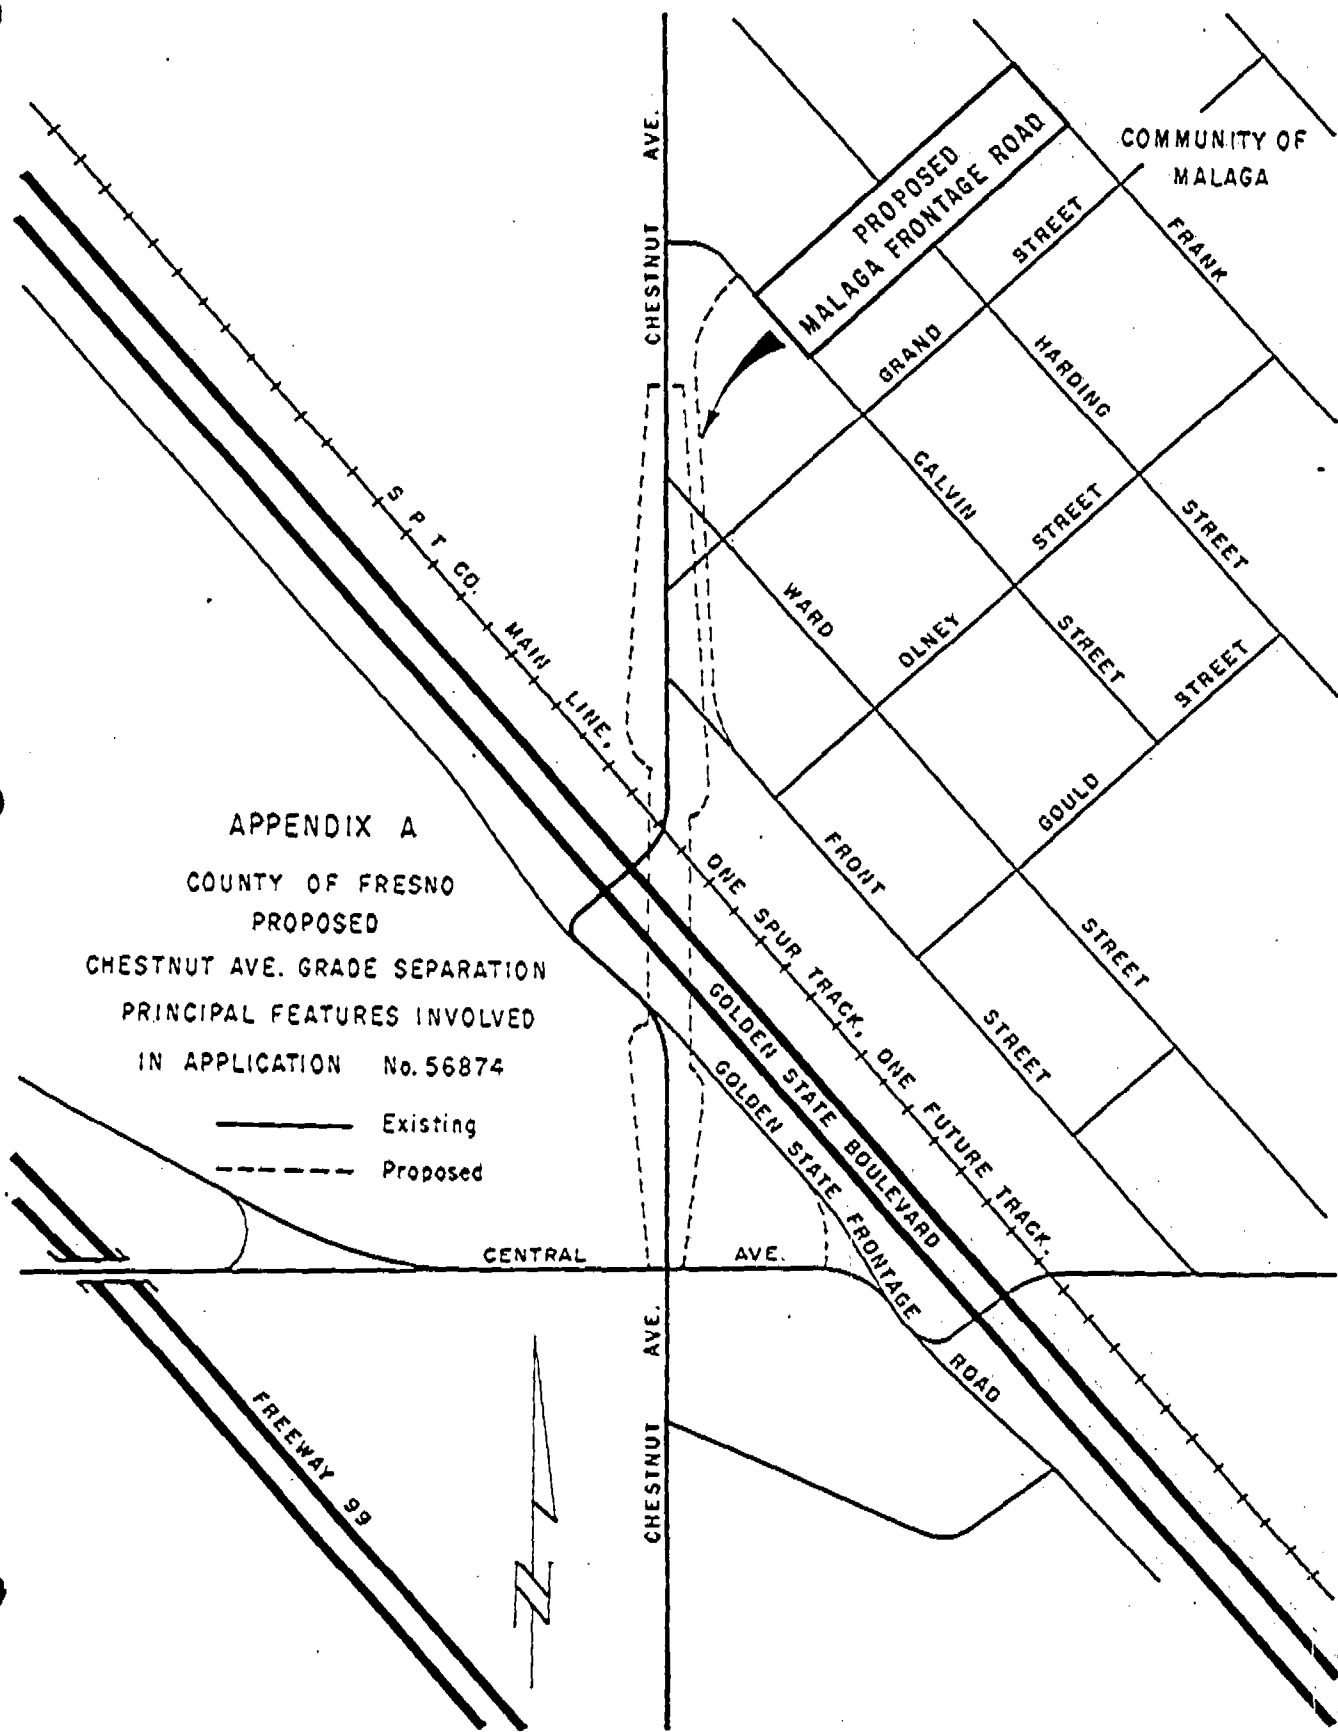 CHESTNUT AVE.
PROPOSED
MALAGA FRONTAGE ROAD
COMMUNITY OF
MALAGA
FRANK
GRAND STREET
HARDING STREET
CALVIN STREET
WARD STREET
OLNEY STREET
GOULD STREET
FRONT STREET
S P T CO. MAIN LINE, ONE SPUR TRACK, ONE FUTURE TRACK.
GOLDEN STATE BOULEVARD
GOLDEN STATE FRONTAGE ROAD
APPENDIX A
COUNTY OF FRESNO
PROPOSED
CHESTNUT AVE. GRADE SEPARATION
PRINCIPAL FEATURES INVOLVED
IN APPLICATION No. 56874
Existing
Proposed
CENTRAL AVE.
CHESTNUT AVE.
FREEWAY 99
N